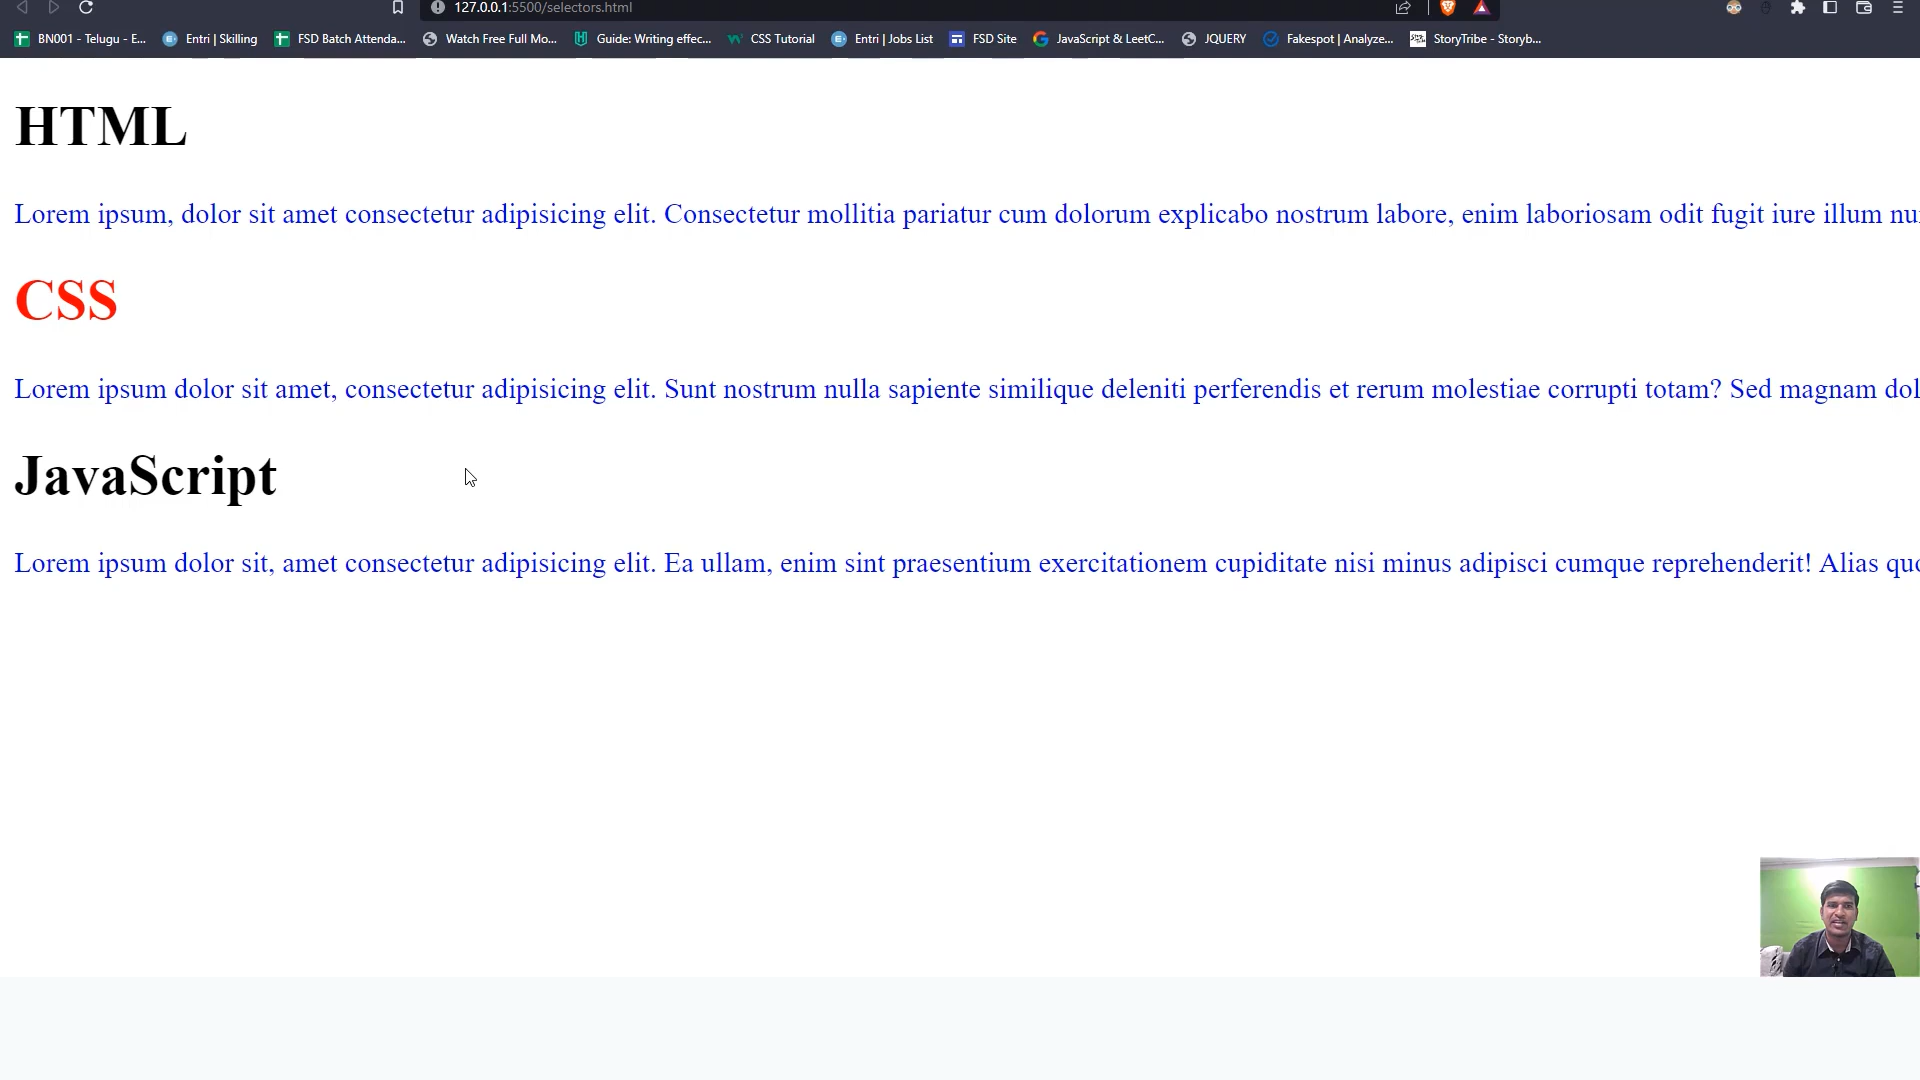 127.0.0.1:5500/selectors.html
BN001 - Telugu - E... Entri | Skilling FSD Batch Attenda... Watch Free Full Mo... Guide: Writing effec... CSS Tutorial Entri | Jobs List FSD Site JavaScript & LeetC... JQUERY Fakespot | Analyze... StoryTribe - Storyb...
HTML
Lorem ipsum, dolor sit amet consectetur adipisicing elit. Consectetur mollitia pariatur cum dolorum explicabo nostrum labore, enim laboriosam odit fugit iure illum
CSS
Lorem ipsum dolor sit amet, consectetur adipisicing elit. Sunt nostrum nulla sapiente similique deleniti perferendis et rerum molestiae corrupti totam? Sed magnam
JavaScript
Lorem ipsum dolor sit, amet consectetur adipisicing elit. Ea ullam, enim sint praesentium exercitationem cupiditate nisi minus adipisci cumque reprehenderit! Alias